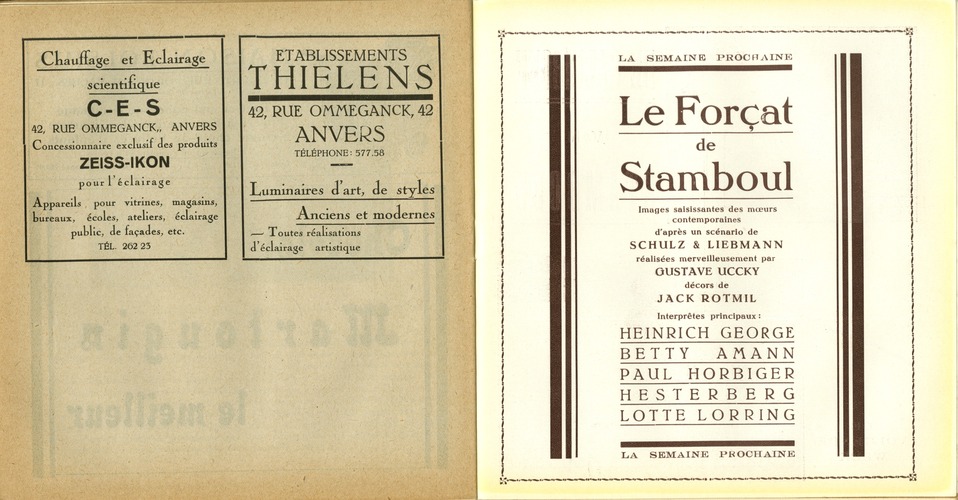 Chauffage et Eclairage
scientifique
C-E-S
42, RUE OMMEGANCK,, ANVERS
Concessionnaire exclusif des produits
ZEISS-IKON
pour l'éclairage
Appareils pour vitrines, magasins,
bureaux, écoles, ateliers, éclairage
public, de façades, etc.
TÉL. 262 23
ETABLISSEMENTS
THIELENS
42, RUE OMMEGANCK, 42
ANVERS
TÉLÉPHONE: 577.58
Luminaires d'art, de styles
Anciens et modernes
— Toutes réalisations
d'éclairage artistique
Martougin
le meilleur
LA SEMAINE PROCHAINE
Le Forçat
de
Stamboul
Images saisissantes des mœurs
contemporaines
d'après un scénario de
SCHULZ & LIEBMANN
réalisées merveilleusement par
GUSTAVE UCCKY
décors de
JACK ROTMIL
Interprêtes principaux:
HEINRICH GEORGE
BETTY AMANN
PAUL HORBIGER
HESTERBERG
LOTTE LORRING
LA SEMAINE PROCHAINE